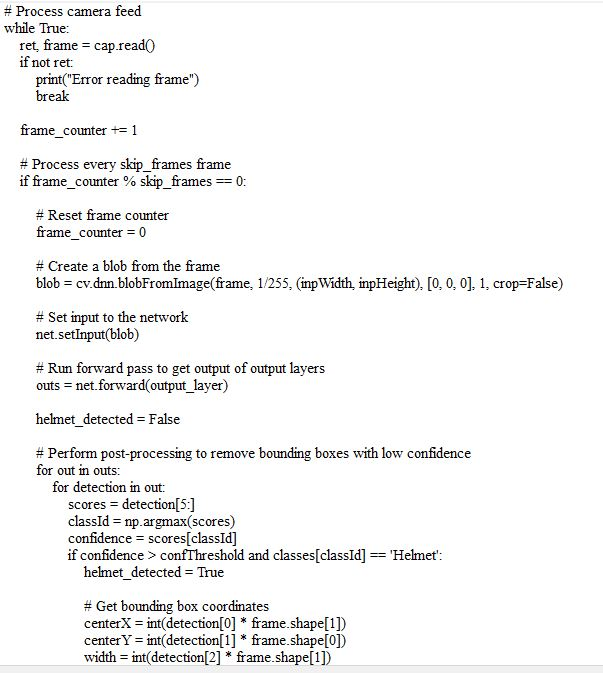 # Process camera feed
while True:
ret, frame = cap.read()
if not ret:
print("Error reading frame")
break
frame_counter += 1
# Process every skip_frames frame
if frame_counter % skip_frames == 0:
# Reset frame counter
frame_counter = 0
# Create a blob from the frame
blob = cv.dnn.blobFromImage(frame, 1/255, (inpWidth, inpHeight), [0, 0, 0], 1, crop=False)
# Set input to the network
net.setInput(blob)
# Run forward pass to get output of output layers
outs = net.forward(output_layer)
helmet_detected = False
# Perform post-processing to remove bounding boxes with low confidence
for out in outs:
for detection in out:
scores = detection[5:]
classId = np.argmax(scores)
confidence = scores[classId]
if confidence > confThreshold and classes[classId] == 'Helmet':
helmet_detected = True
# Get bounding box coordinates
centerX = int(detection[0] * frame.shape[1])
centerY = int(detection[1] * frame.shape[0])
width = int(detection[2] * frame.shape[1])